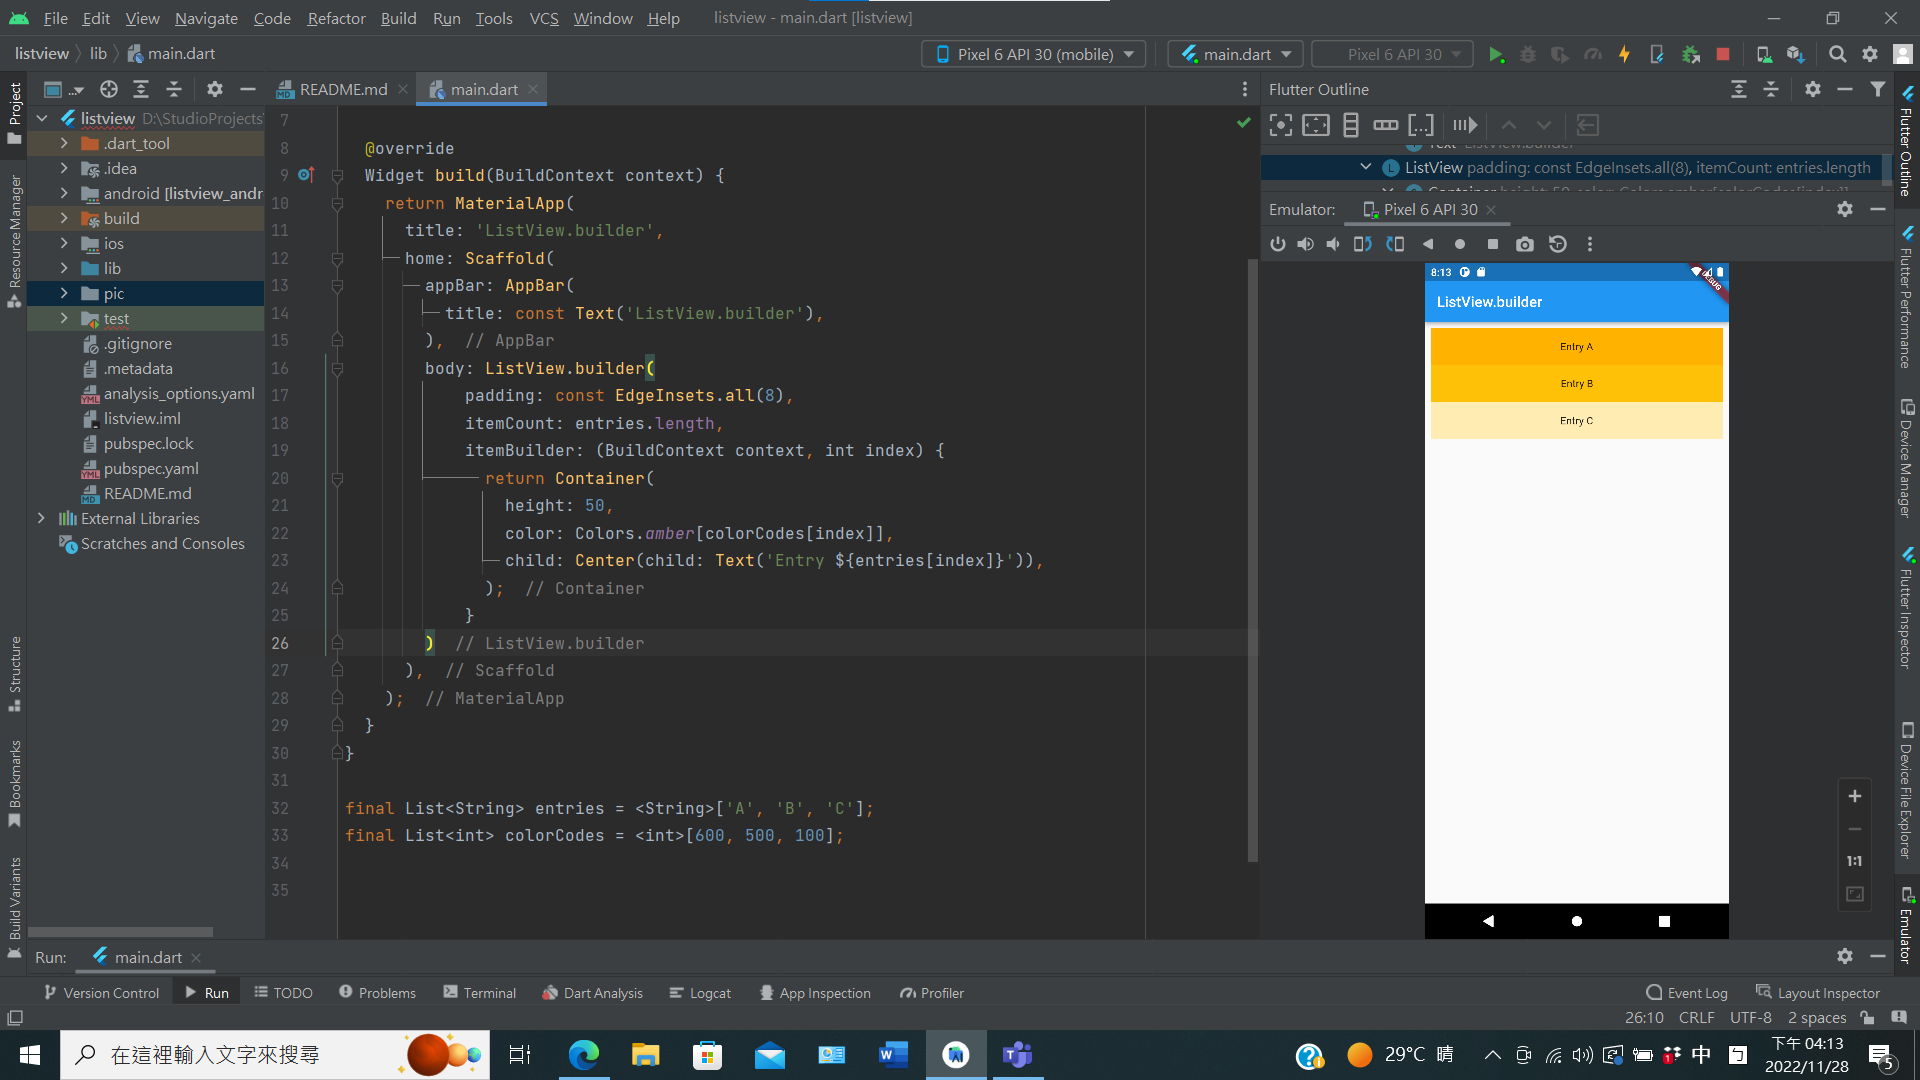 File Edit View Navigate Code Refactor Build Run Tools VCS Window Help listview - main.dart [listview]
listview lib main.dart Pixel 6 API 30 (mobile) main.dart Pixel 6 API 30
Project
Resource Manager
Structure
Bookmarks
Build Variants
listview D:\StudioProjects\
.dart_tool
.idea
android [listview_andr
build
ios
lib
pic
test
.gitignore
.metadata
analysis_options.yaml
listview.iml
pubspec.lock
pubspec.yaml
README.md
External Libraries
Scratches and Consoles
README.md main.dart
7
8 @override
9 Widget build(BuildContext context) {
10 return MaterialApp(
11 title: 'ListView.builder',
12 home: Scaffold(
13 appBar: AppBar(
14 title: const Text('ListView.builder'),
15 ), // AppBar
16 body: ListView.builder(
17 padding: const EdgeInsets.all(8),
18 itemCount: entries.length,
19 itemBuilder: (BuildContext context, int index) {
20 return Container(
21 height: 50,
22 color: Colors.amber[colorCodes[index]],
23 child: Center(child: Text('Entry ${entries[index]}')),
24 ); // Container
25 }
26 ) // ListView.builder
27 ), // Scaffold
28 ); // MaterialApp
29 }
30 }
31
32 final List<String> entries = <String>['A', 'B', 'C'];
33 final List<int> colorCodes = <int>[600, 500, 100];
34
35
Flutter Outline
Text ListView.builder
ListView padding: const EdgeInsets.all(8), itemCount: entries.length
Container height: 50, color: Colors.amber[colorCodes[index]]
Emulator: Pixel 6 API 30
8:13
DEBUG
ListView.builder
Entry A
Entry B
Entry C
1:1
Flutter Outline
Flutter Performance
Device Manager
Flutter Inspector
Device File Explorer
Emulator
Run: main.dart
Version Control Run TODO Problems Terminal Dart Analysis Logcat App Inspection Profiler Event Log Layout Inspector
26:10 CRLF UTF-8 2 spaces
在這裡輸入文字來搜尋
29°C 晴 中 下午 04:13
2022/11/28
5